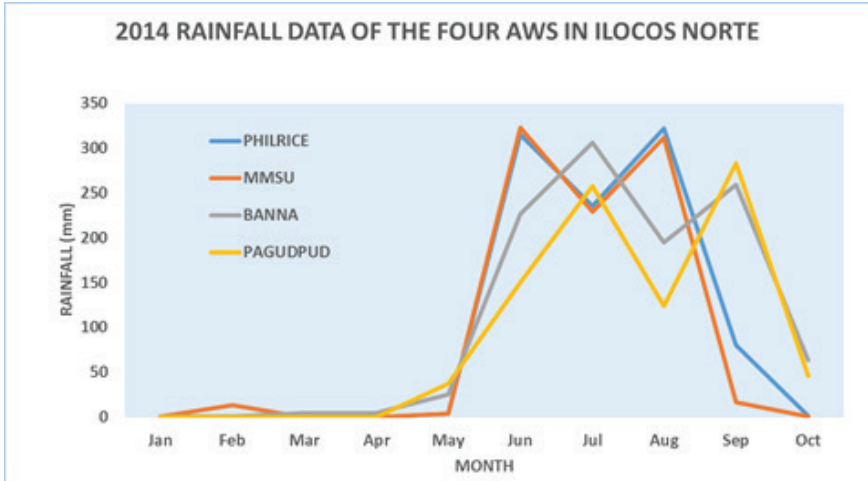 2014 RAINFALL DATA OF THE FOUR AWS IN ILOCOS NORTE
350
300
250
200
150
100
50
0
RAINFALL (mm)
PHILRICE
MMSU
BANNA
PAGUDPUD
Jan Feb Mar Apr May Jun Jul Aug Sep Oct
MONTH